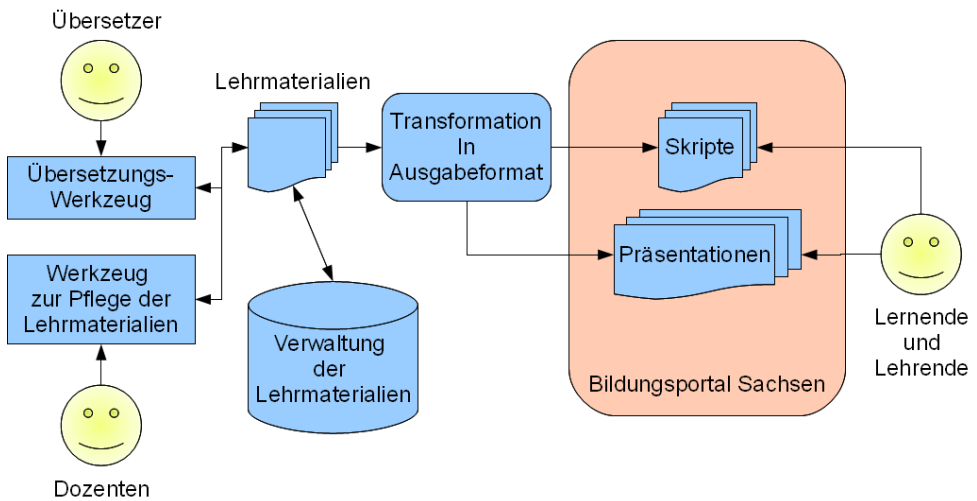 Übersetzer
Übersetzungs-
Werkzeug
Werkzeug
zur Pflege der
Lehrmaterialien
Dozenten
Lehrmaterialien
Verwaltung
der
Lehrmaterialien
Transformation
In
Ausgabeformat
Skripte
Präsentationen
Bildungsportal Sachsen
Lernende
und
Lehrende